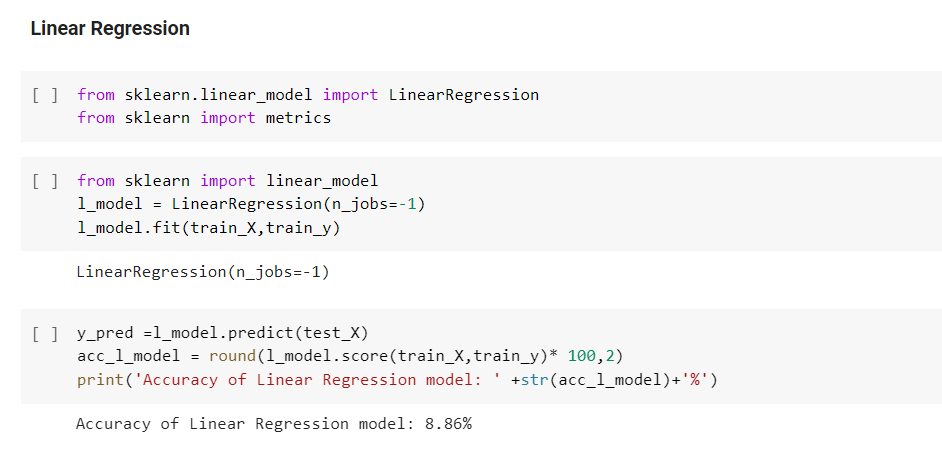 Linear Regression
[ ] from sklearn.linear_model import LinearRegression
from sklearn import metrics
[ ] from sklearn import linear_model
l_model = LinearRegression(n_jobs=-1)
l_model.fit(train_X,train_y)
LinearRegression(n_jobs=-1)
[ ] y_pred =l_model.predict(test_X)
acc_l_model = round(l_model.score(train_X,train_y)* 100,2)
print('Accuracy of Linear Regression model: ' +str(acc_l_model)+'%')
Accuracy of Linear Regression model: 8.86%